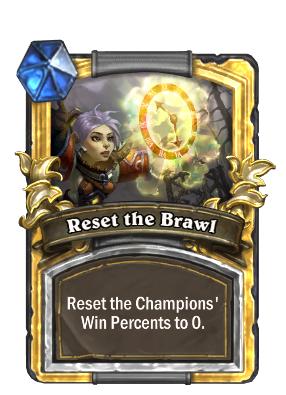 Reset the Brawl
Reset the Champions'
Win Percents to 0.